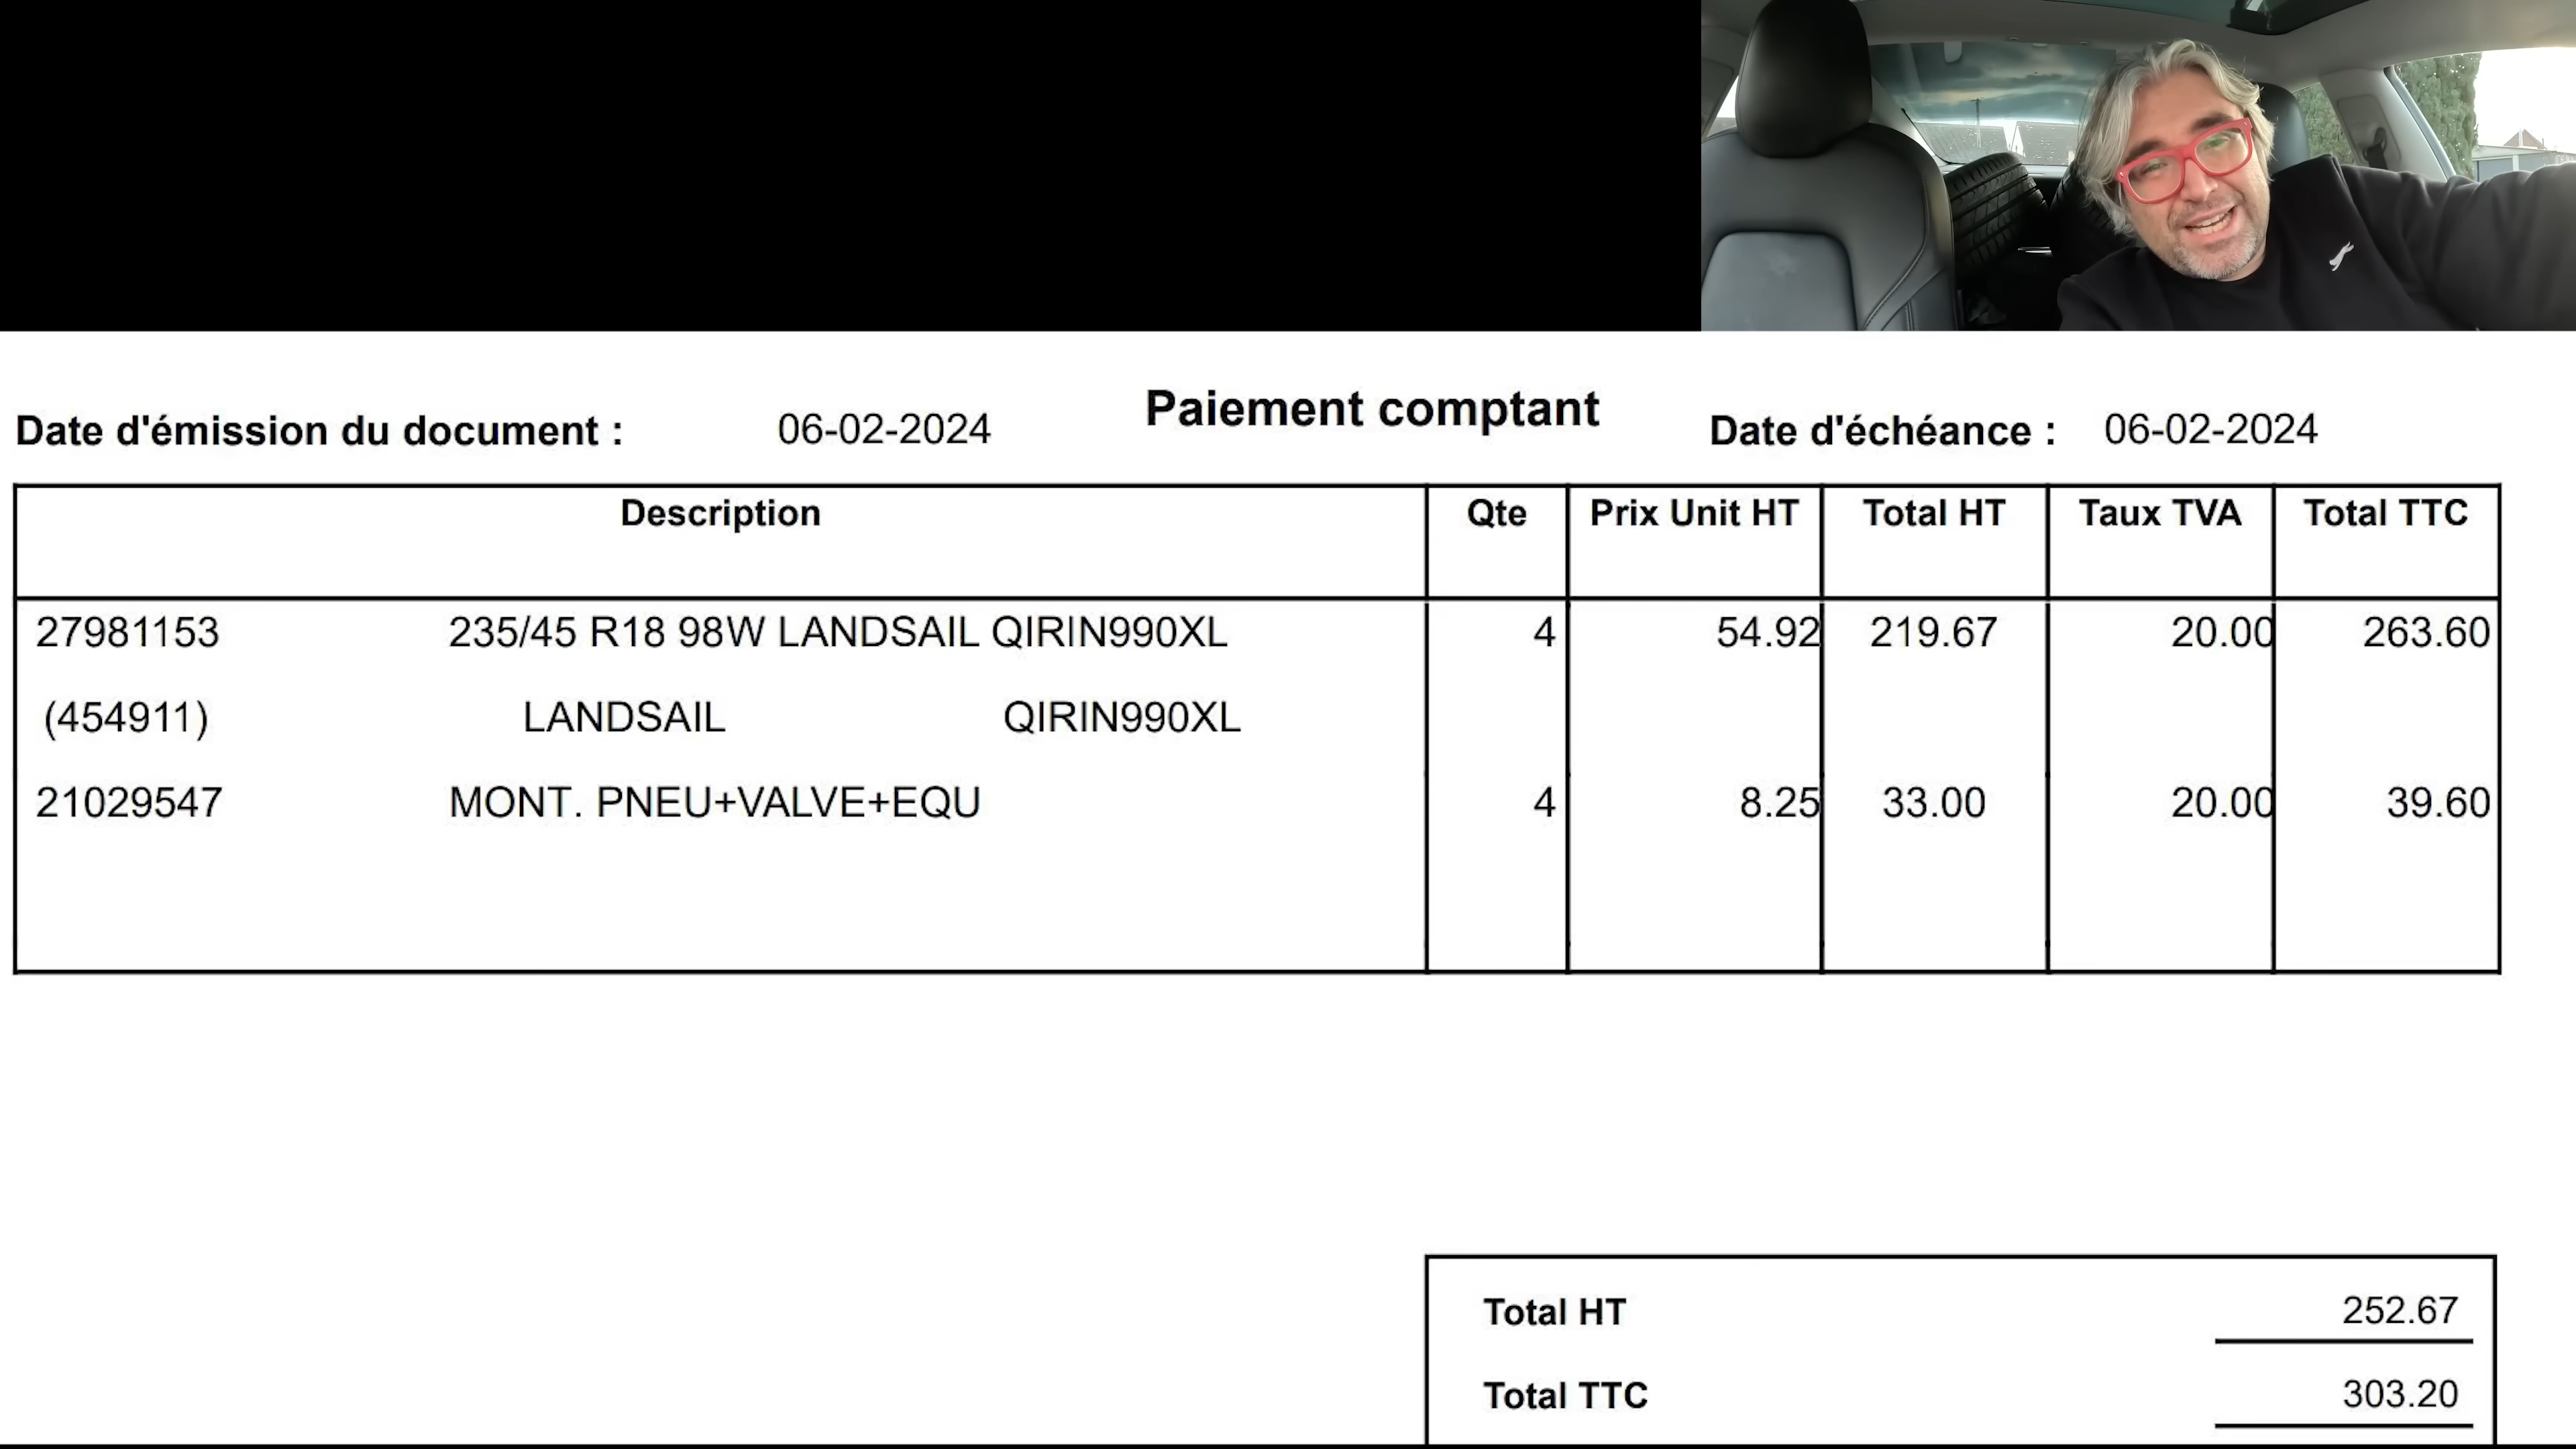 Paiement comptant
Date d'émission du document : 06-02-2024 Date d'échéance : 06-02-2024
Description Qte Prix Unit HT Total HT Taux TVA Total TTC
27981153 235/45 R18 98W LANDSAIL QIRIN990XL 4 54.92 219.67 20.00 263.60
(454911) LANDSAIL QIRIN990XL
21029547 MONT. PNEU+VALVE+EQU 4 8.25 33.00 20.00 39.60
Total HT 252.67
Total TTC 303.20